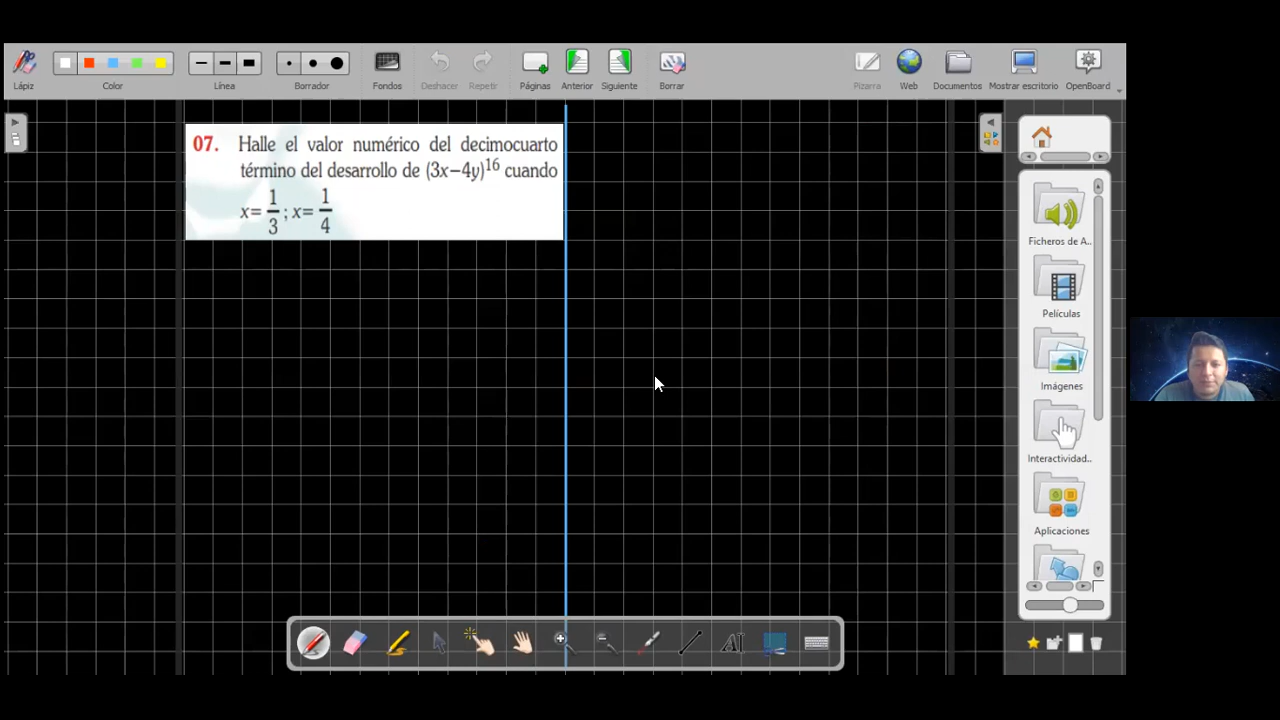 Lápiz
Color
Línea
Borrador
Fondos
Deshacer
Repetir
Páginas
Anterior
Siguiente
Borrar
Pizarra
Web
Documentos
Mostrar escritorio
OpenBoard
07. Halle el valor numérico del decimocuarto
término del desarrollo de (3x−4y)^16 cuando
x= 1/3 ; x= 1/4
Ficheros de A..
Películas
Imágenes
Interactividad..
Aplicaciones